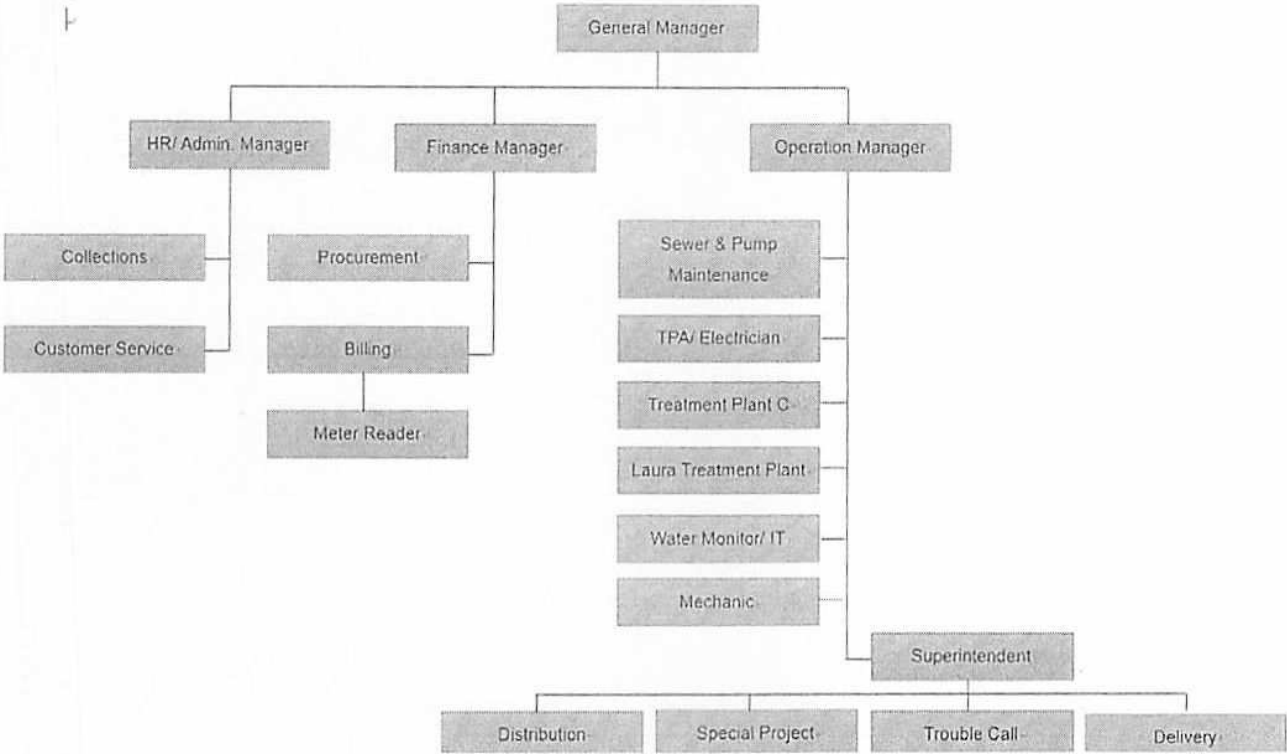 General Manager
HR/ Admin. Manager
Finance Manager
Operation Manager
Collections
Procurement
Sewer & Pump
Maintenance
Customer Service
Billing
TPA/ Electrician
Meter Reader
Treatment Plant C
Laura Treatment Plant
Water Monitor/ IT
Mechanic
Superintendent
Distribution
Special Project
Trouble Call
Delivery